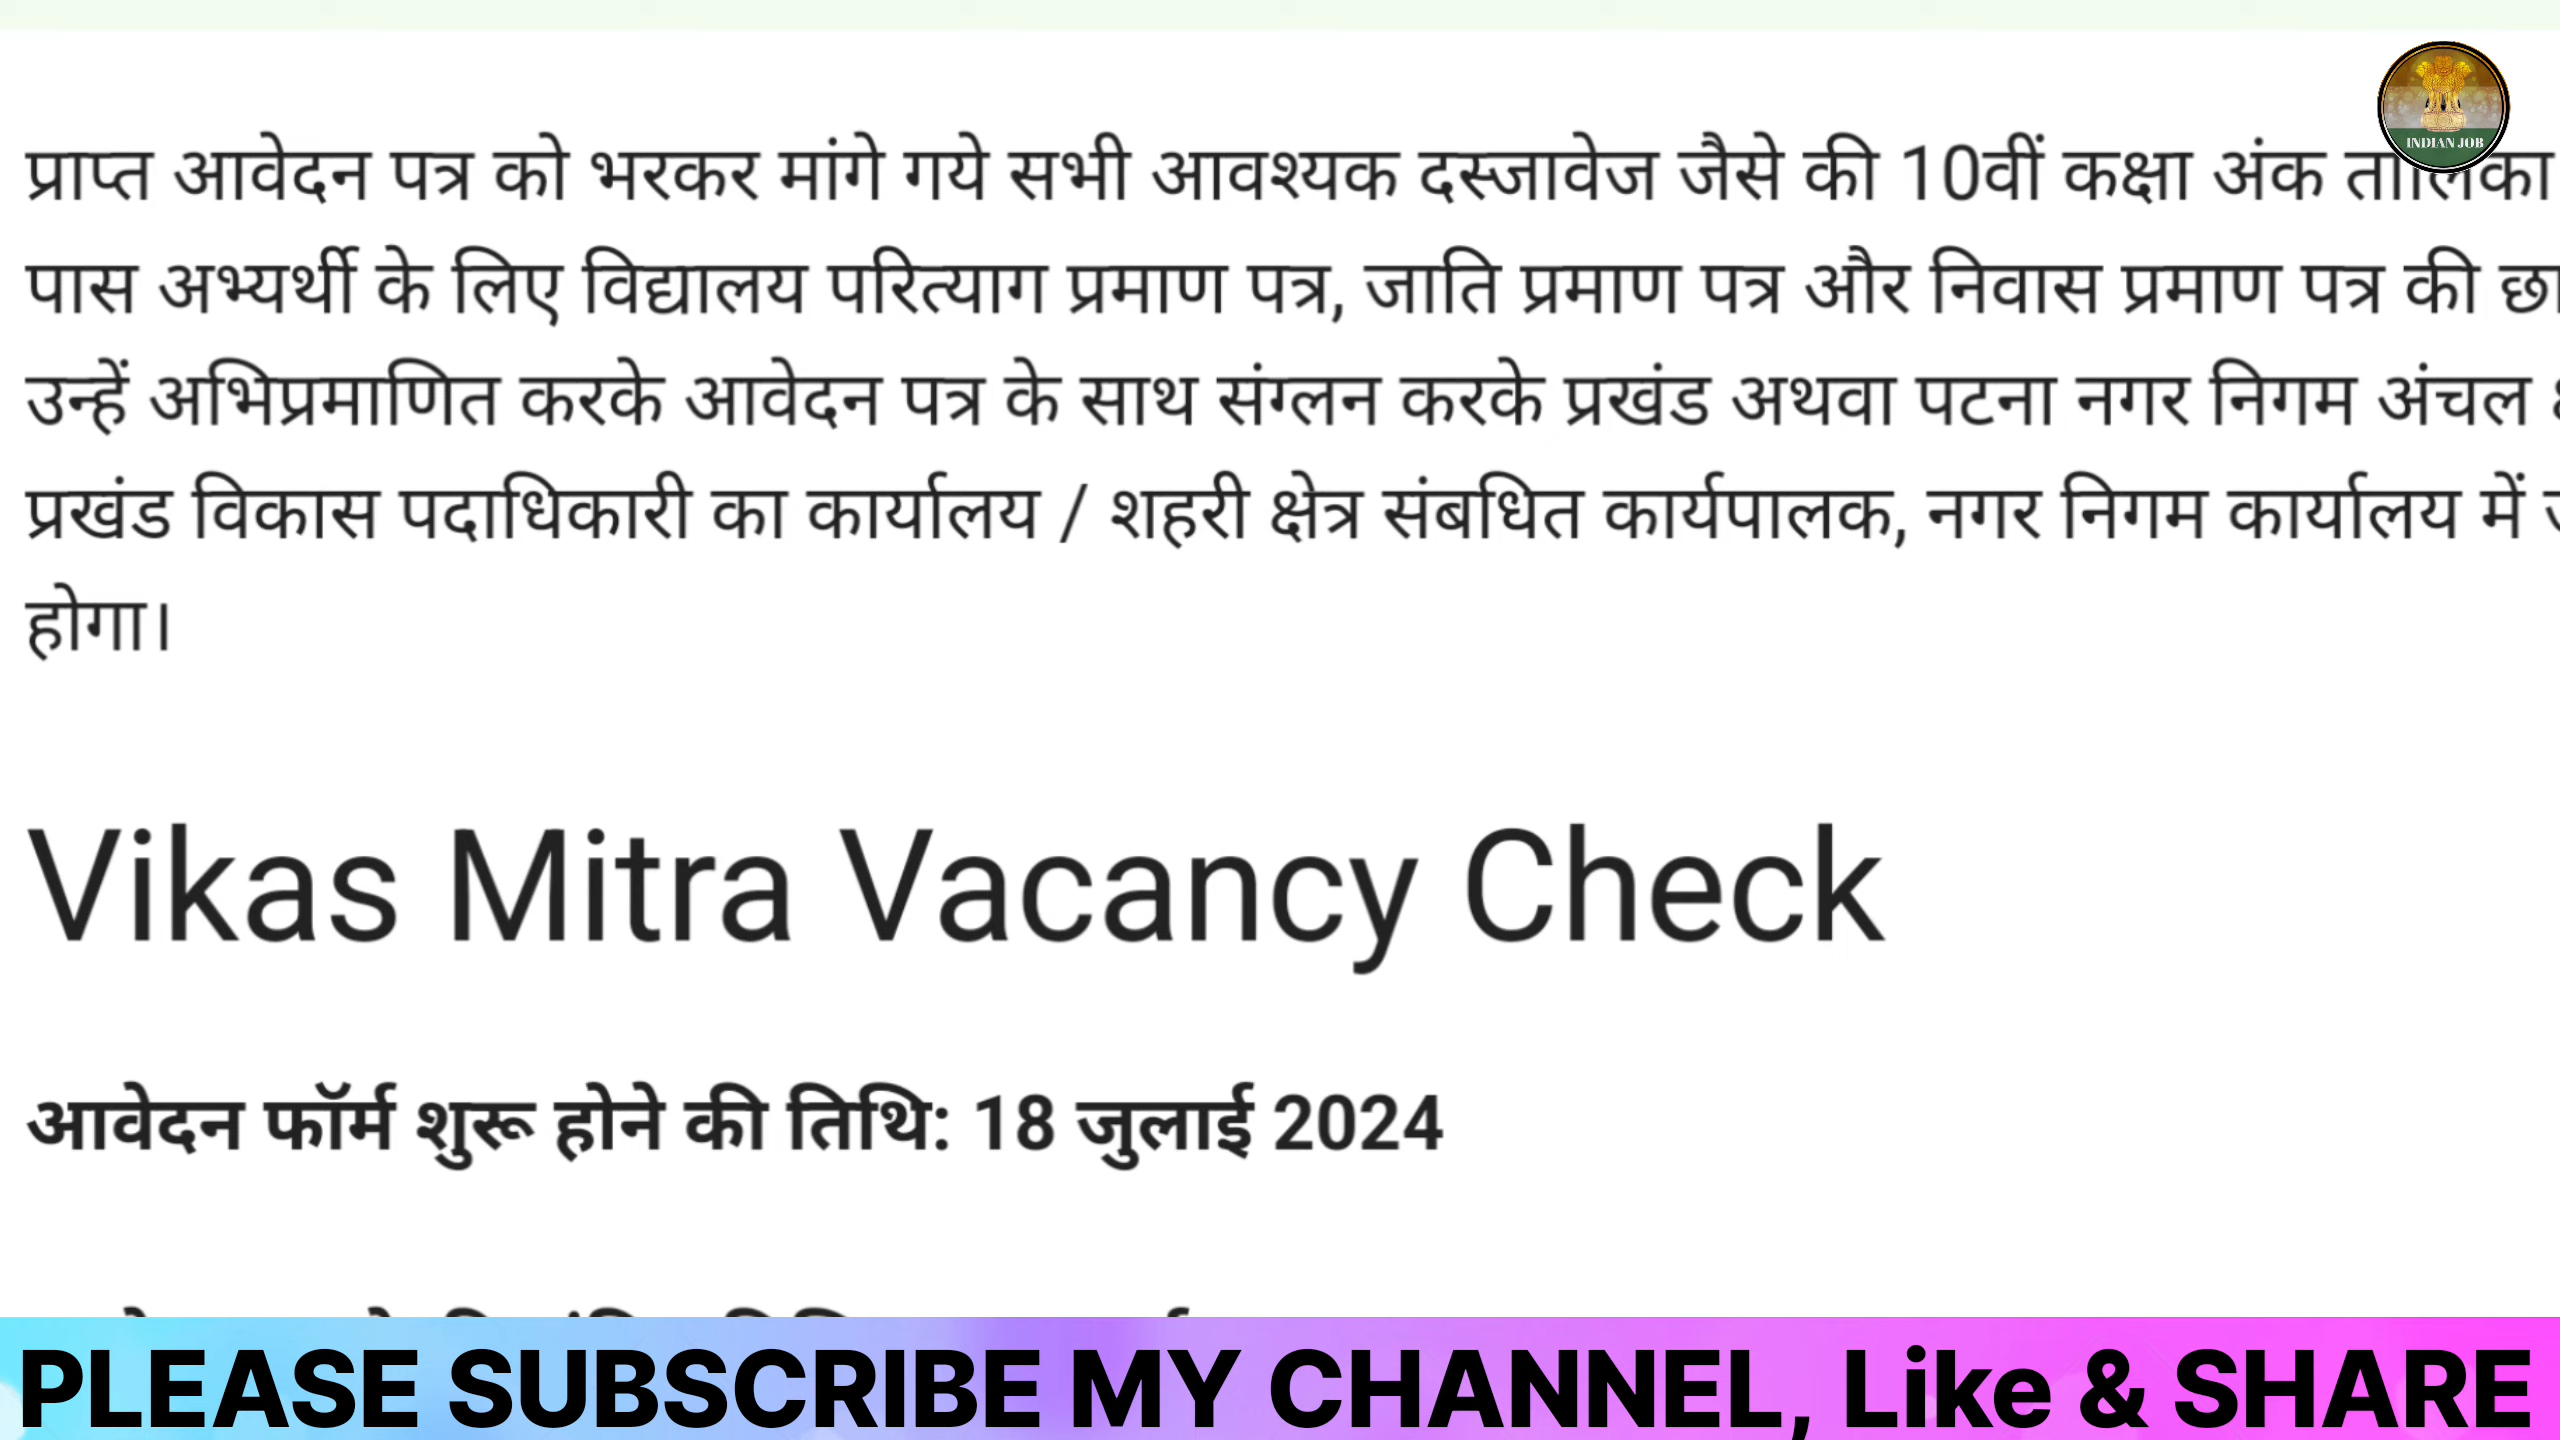 INDIAN JOB
प्राप्त आवेदन पत्र को भरकर मांगे गये सभी आवश्यक दस्जावेज जैसे की 10वीं कक्षा अंक तालिका
पास अभ्यर्थी के लिए विद्यालय परित्याग प्रमाण पत्र, जाति प्रमाण पत्र और निवास प्रमाण पत्र की
उन्हें अभिप्रमाणित करके आवेदन पत्र के साथ संग्लन करके प्रखंड अथवा पटना नगर निगम अंचल
प्रखंड विकास पदाधिकारी का कार्यालय / शहरी क्षेत्र संबधित कार्यपालक, नगर निगम कार्यालय में
होगा।
Vikas Mitra Vacancy Check
आवेदन फॉर्म शुरू होने की तिथि: 18 जुलाई 2024
PLEASE SUBSCRIBE MY CHANNEL, Like & SHARE